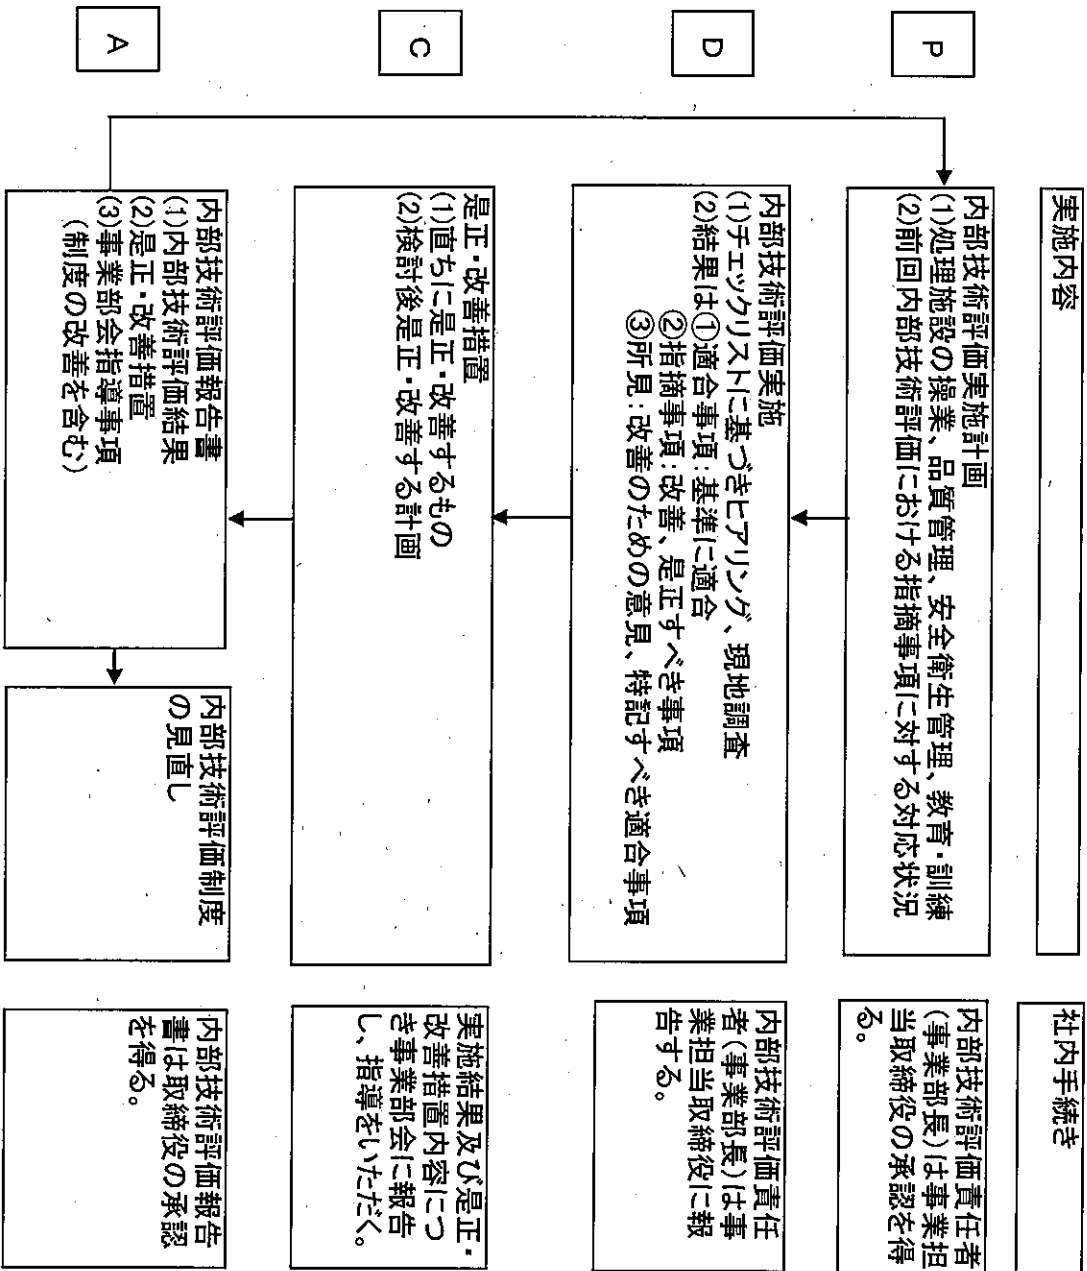 実施内容
社内手続き
P
内部技術評価実施計画
(1)処理施設の操業、品質管理、安全衛生管理、教育・訓練
(2)前回内部技術評価における指摘事項に対する対応状況
内部技術評価責任者
(事業部長)は事業担
当取締役の承認を得
る。
D
内部技術評価実施
(1)チェックリストに基づきヒアリング、現地調査
(2)結果は①適合事項:基準に適合
②指摘事項:改善、是正すべき事項
③所見:改善のための意見、特記すべき適合事項
内部技術評価責任
者(事業部長)は事
業担当取締役に報
告する。
C
是正・改善措置
(1)直ちに是正・改善するもの
(2)検討後是正・改善する計画
実施結果及び是正・
改善措置内容につ
き事業部会に報告
し、指導をいただく。
A
内部技術評価報告書
(1)内部技術評価結果
(2)是正・改善措置
(3)事業部会指導事項
(制度の改善を含む)
内部技術評価制度
の見直し
内部技術評価報告
書は取締役の承認
を得る。